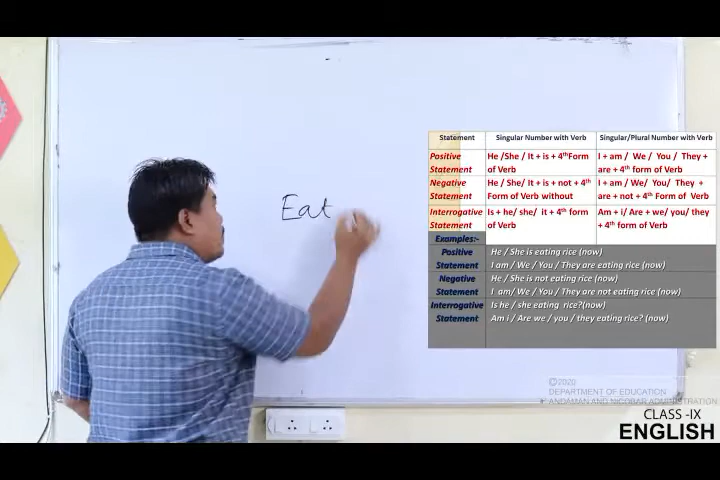 Eat
Statement Singular Number with Verb Singular/Plural Number with Verb
Positive He /She / It + is + 4thForm I + am / We / You / They +
Statement of Verb are + 4th form of Verb
Negative He / She / It + is + not + 4th I + am / We/ You/ They +
Statement Form of Verb without are + not + 4th Form of Verb
Interrogative Is + he/ she/ it + 4th form Am + i/ Are + we/ you/ they
Statement of Verb + 4th form of Verb
Examples:-
Positive He / She is eating rice (now)
Statement I am / We / You / They are eating rice (now)
Negative He / She is not eating rice (now)
Statement I am/ We / You / They are not eating rice (now)
Interrogative Is he / she eating rice?(now)
Statement Am i / Are we / you / they eating rice? (now)
©2020
DEPARTMENT OF EDUCATION
ANDAMAN AND NICOBAR ADMINISTRATION
CLASS -IX
ENGLISH